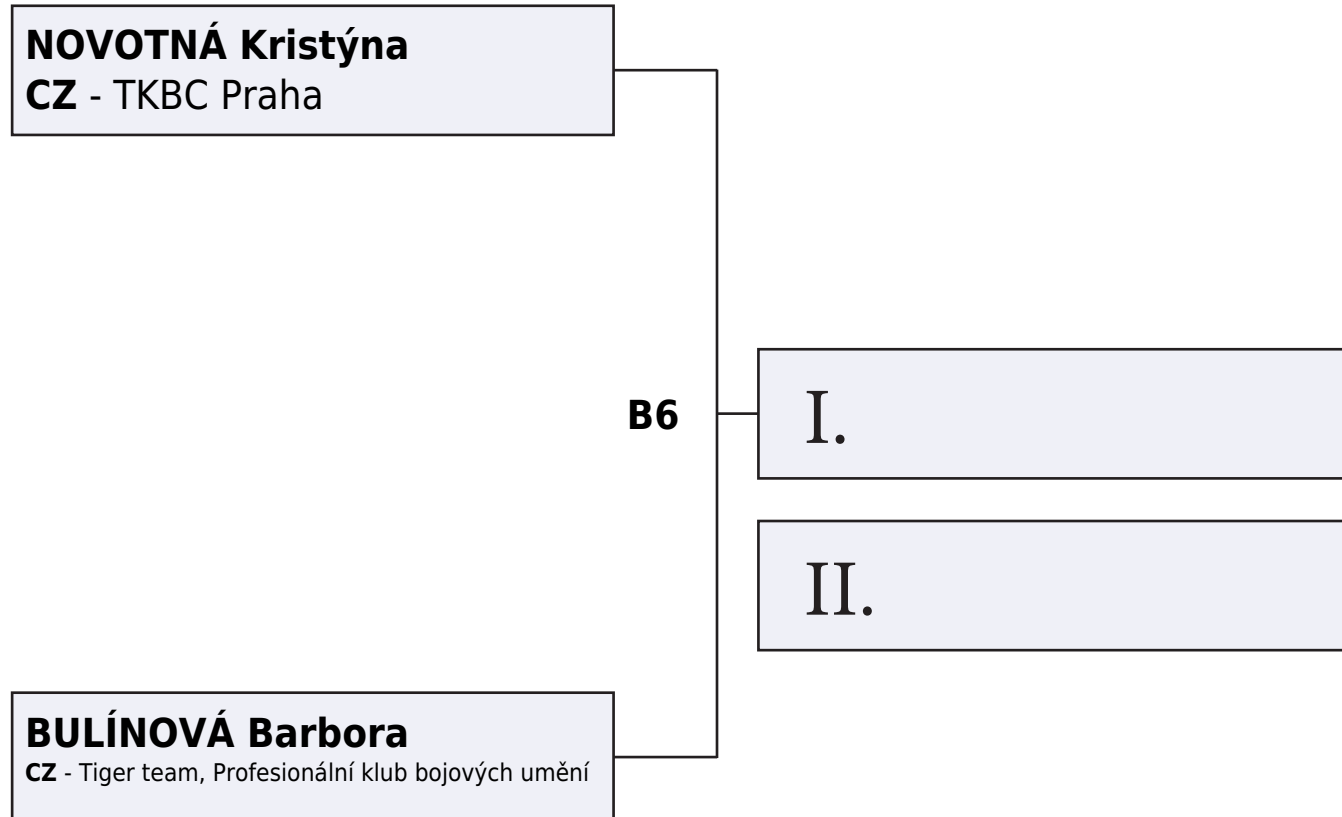 NOVOTNÁ Kristýna
CZ - TKBC Praha
B6
I.
II.
BULÍNOVÁ Barbora
CZ - Tiger team, Profesionální klub bojových umění